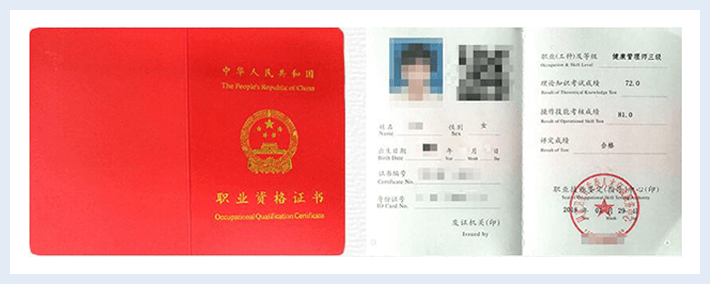 中华人民共和国
The People's Republic of China
职业资格证书
Occupational Qualification Certificate
姓名
Name
性别 女
Sex
出生日期 年 月 日
Birth Date Year Month Day
证书编号
Certificate No.
身份证号
ID Card No.
发证机关(印)
Issued by
职业(工种)及等级 健康管理师三级
Occupation & Skill Level
理论知识考试成绩 72.0
Result of Theoretical Knowledge Test
操作技能考核成绩 81.0
Result of Operational Skill Test
评定成绩 合格
Result of Test
职业技能鉴定(指导)中心(印)
年 月 29 日